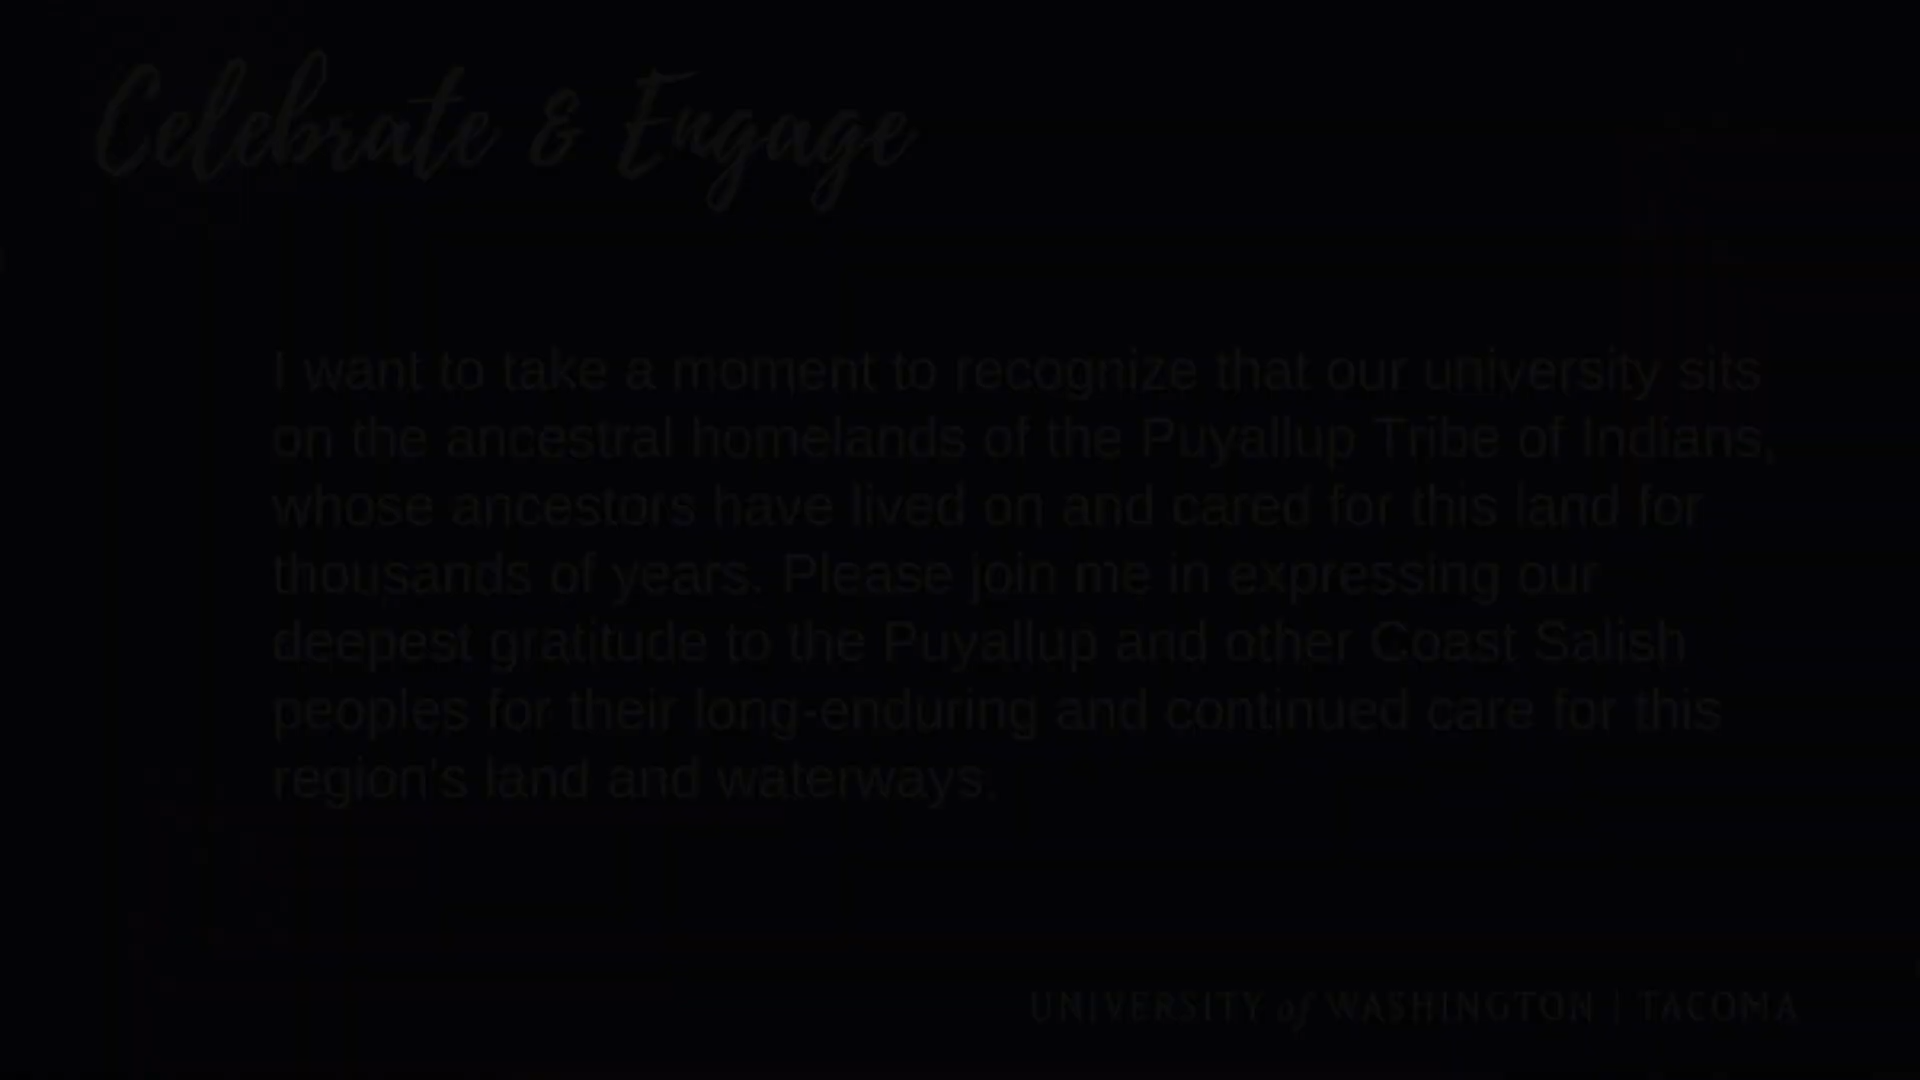 Celebrate & Engage
I want to take a moment to recognize that our university sits
on the ancestral homelands of the Puyallup Tribe of Indians,
whose ancestors have lived on and cared for this land for
thousands of years. Please join me in expressing our
deepest gratitude to the Puyallup and other Coast Salish
peoples for their long-enduring and continued care for this
region's land and waterways.
UNIVERSITY of WASHINGTON | TACOMA